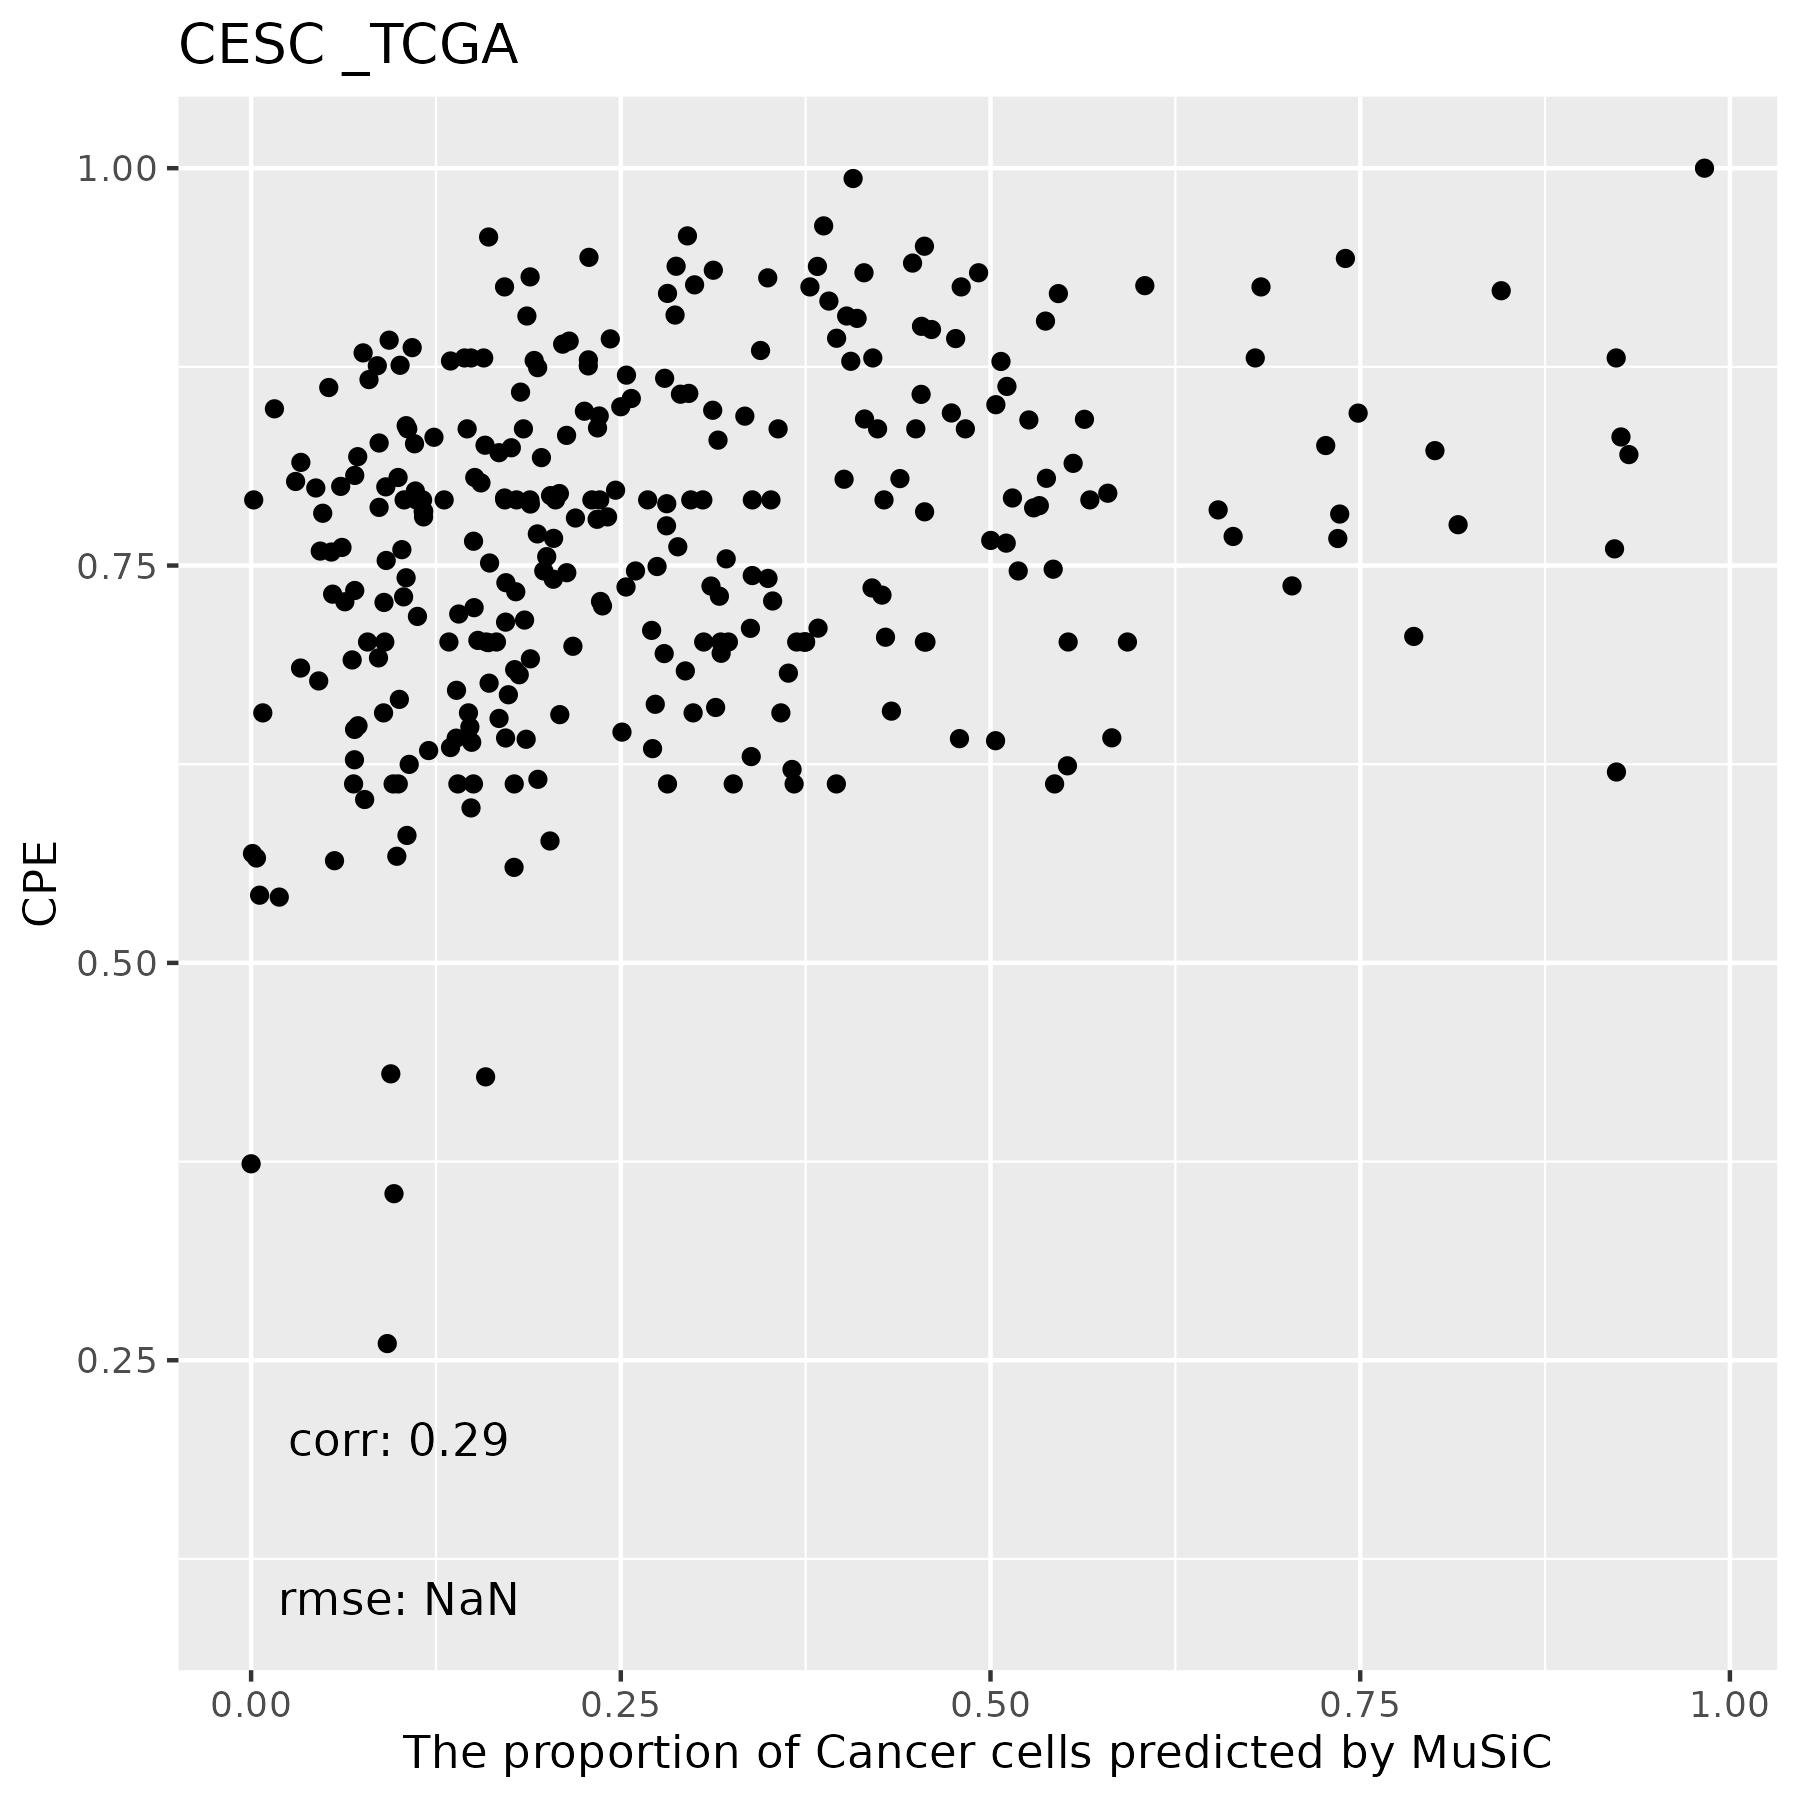 CESC _TCGA
CPE
1.00
0.75
0.50
0.25
corr: 0.29
rmse: NaN
0.00 0.25 0.50 0.75 1.00
The proportion of Cancer cells predicted by MuSiC